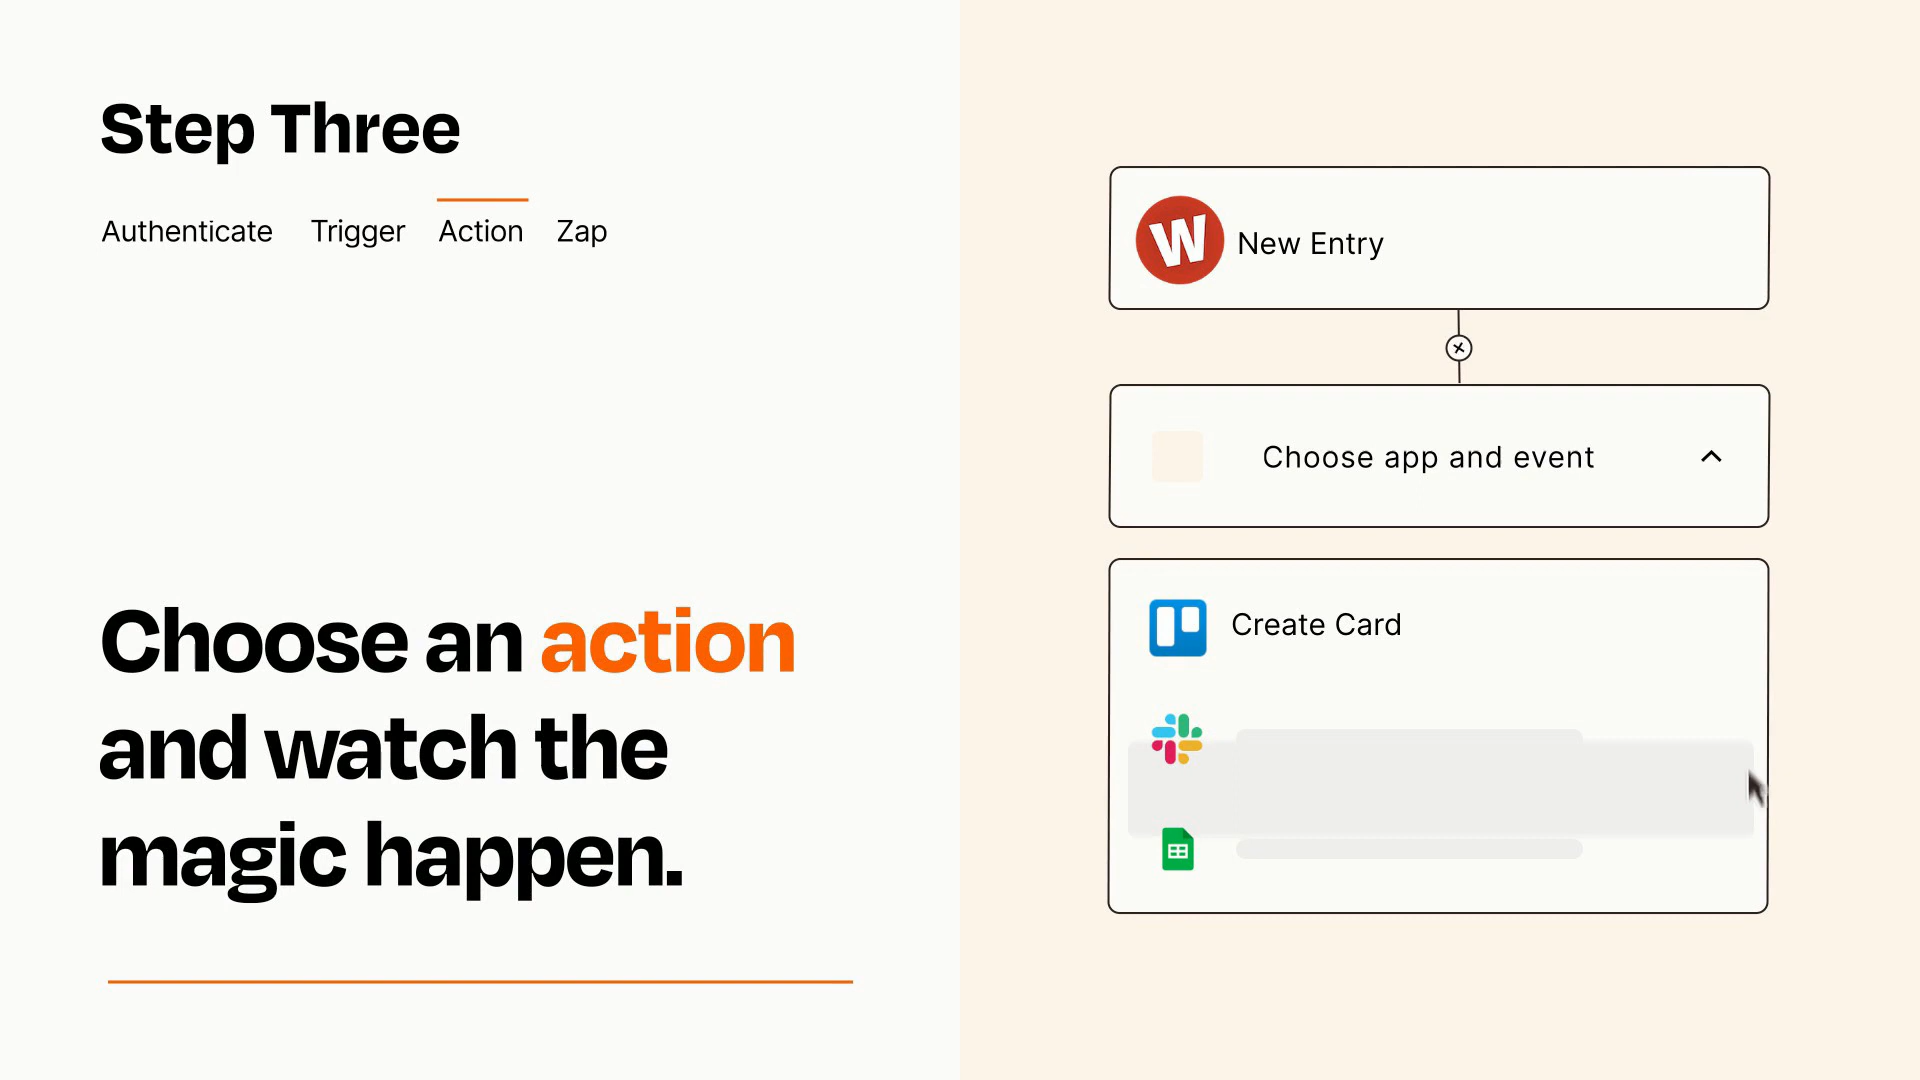 Step Three
Authenticate Trigger Action Zap
Choose an action
and watch the
magic happen.
W New Entry
Choose app and event
Create Card